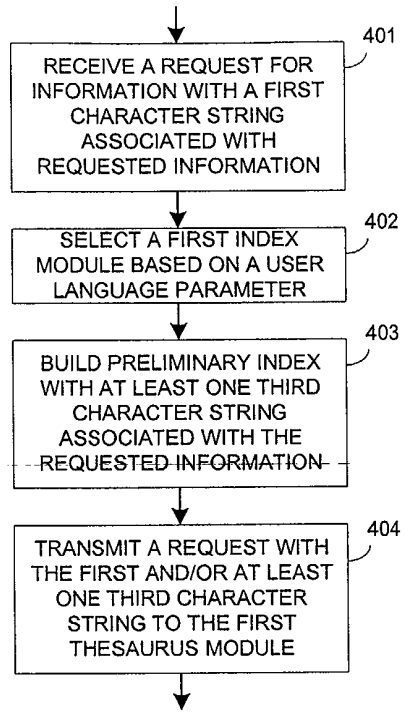 401
RECEIVE A REQUEST FOR
INFORMATION WITH A FIRST
CHARACTER STRING
ASSOCIATED WITH
REQUESTED INFORMATION
402
SELECT A FIRST INDEX
MODULE BASED ON A USER
LANGUAGE PARAMETER
403
BUILD PRELIMINARY INDEX
WITH AT LEAST ONE THIRD
CHARACTER STRING
ASSOCIATED WITH THE
REQUESTED INFORMATION
404
TRANSMIT A REQUEST WITH
THE FIRST AND/OR AT LEAST
ONE THIRD CHARACTER
STRING TO THE FIRST
THESAURUS MODULE